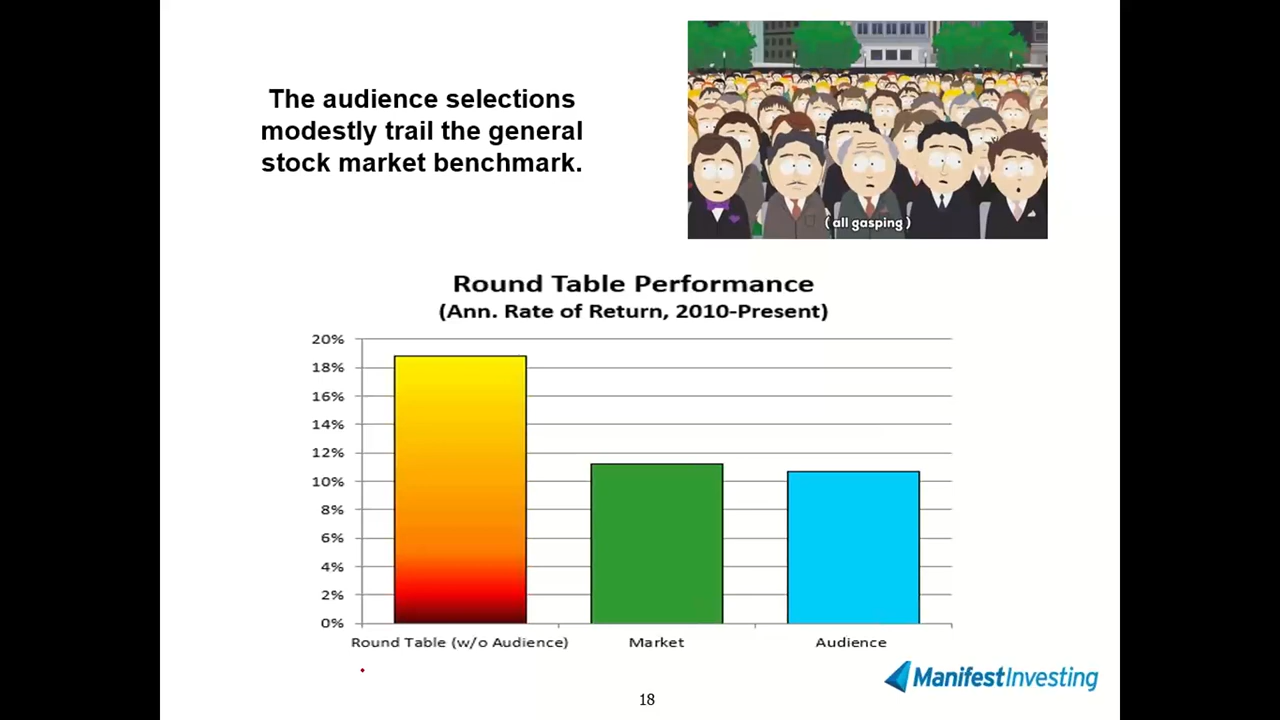 The audience selections
modestly trail the general
stock market benchmark.
( all gasping )
Round Table Performance
(Ann. Rate of Return, 2010-Present)
20%
18%
16%
14%
12%
10%
8%
6%
4%
2%
0%
Round Table (w/o Audience) Market Audience
ManifestInvesting
18